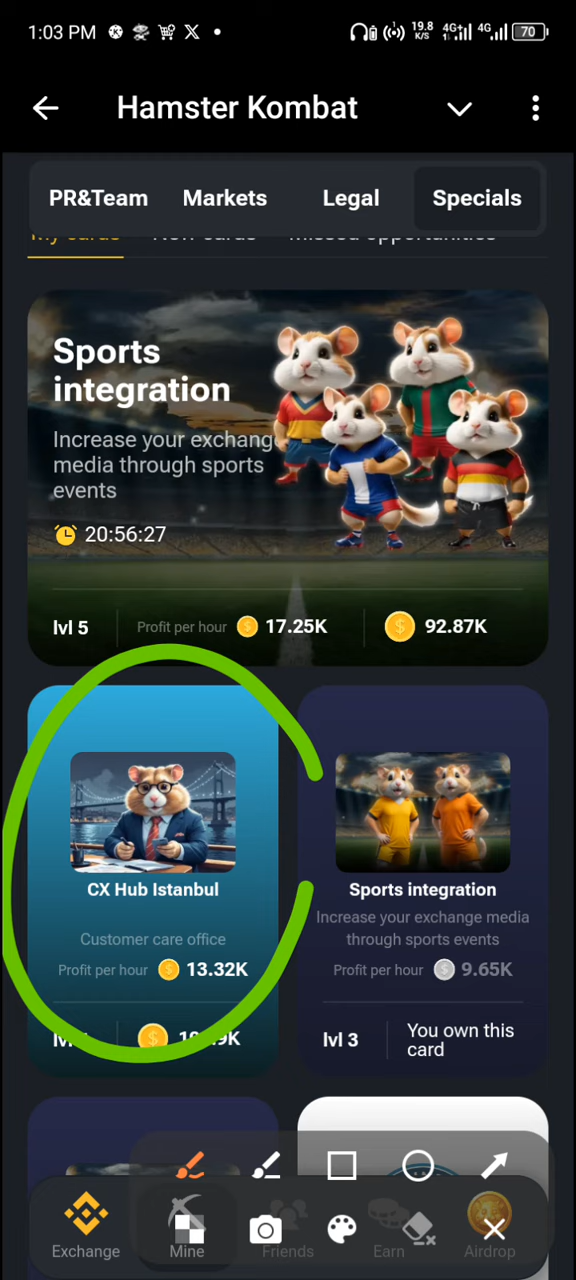 1:03 PM
19.8 K/S 4G+ 4G 70
Hamster Kombat
PR&Team Markets Legal Specials
Sports
integration
Increase your exchange
media through sports
events
20:56:27
lvl 5 Profit per hour 17.25K 92.87K
CX Hub Istanbul
Customer care office
Profit per hour 13.32K
Sports integration
Increase your exchange media
through sports events
Profit per hour 9.65K
lvl 3 You own this
card
Exchange Mine Friends Earn Airdrop